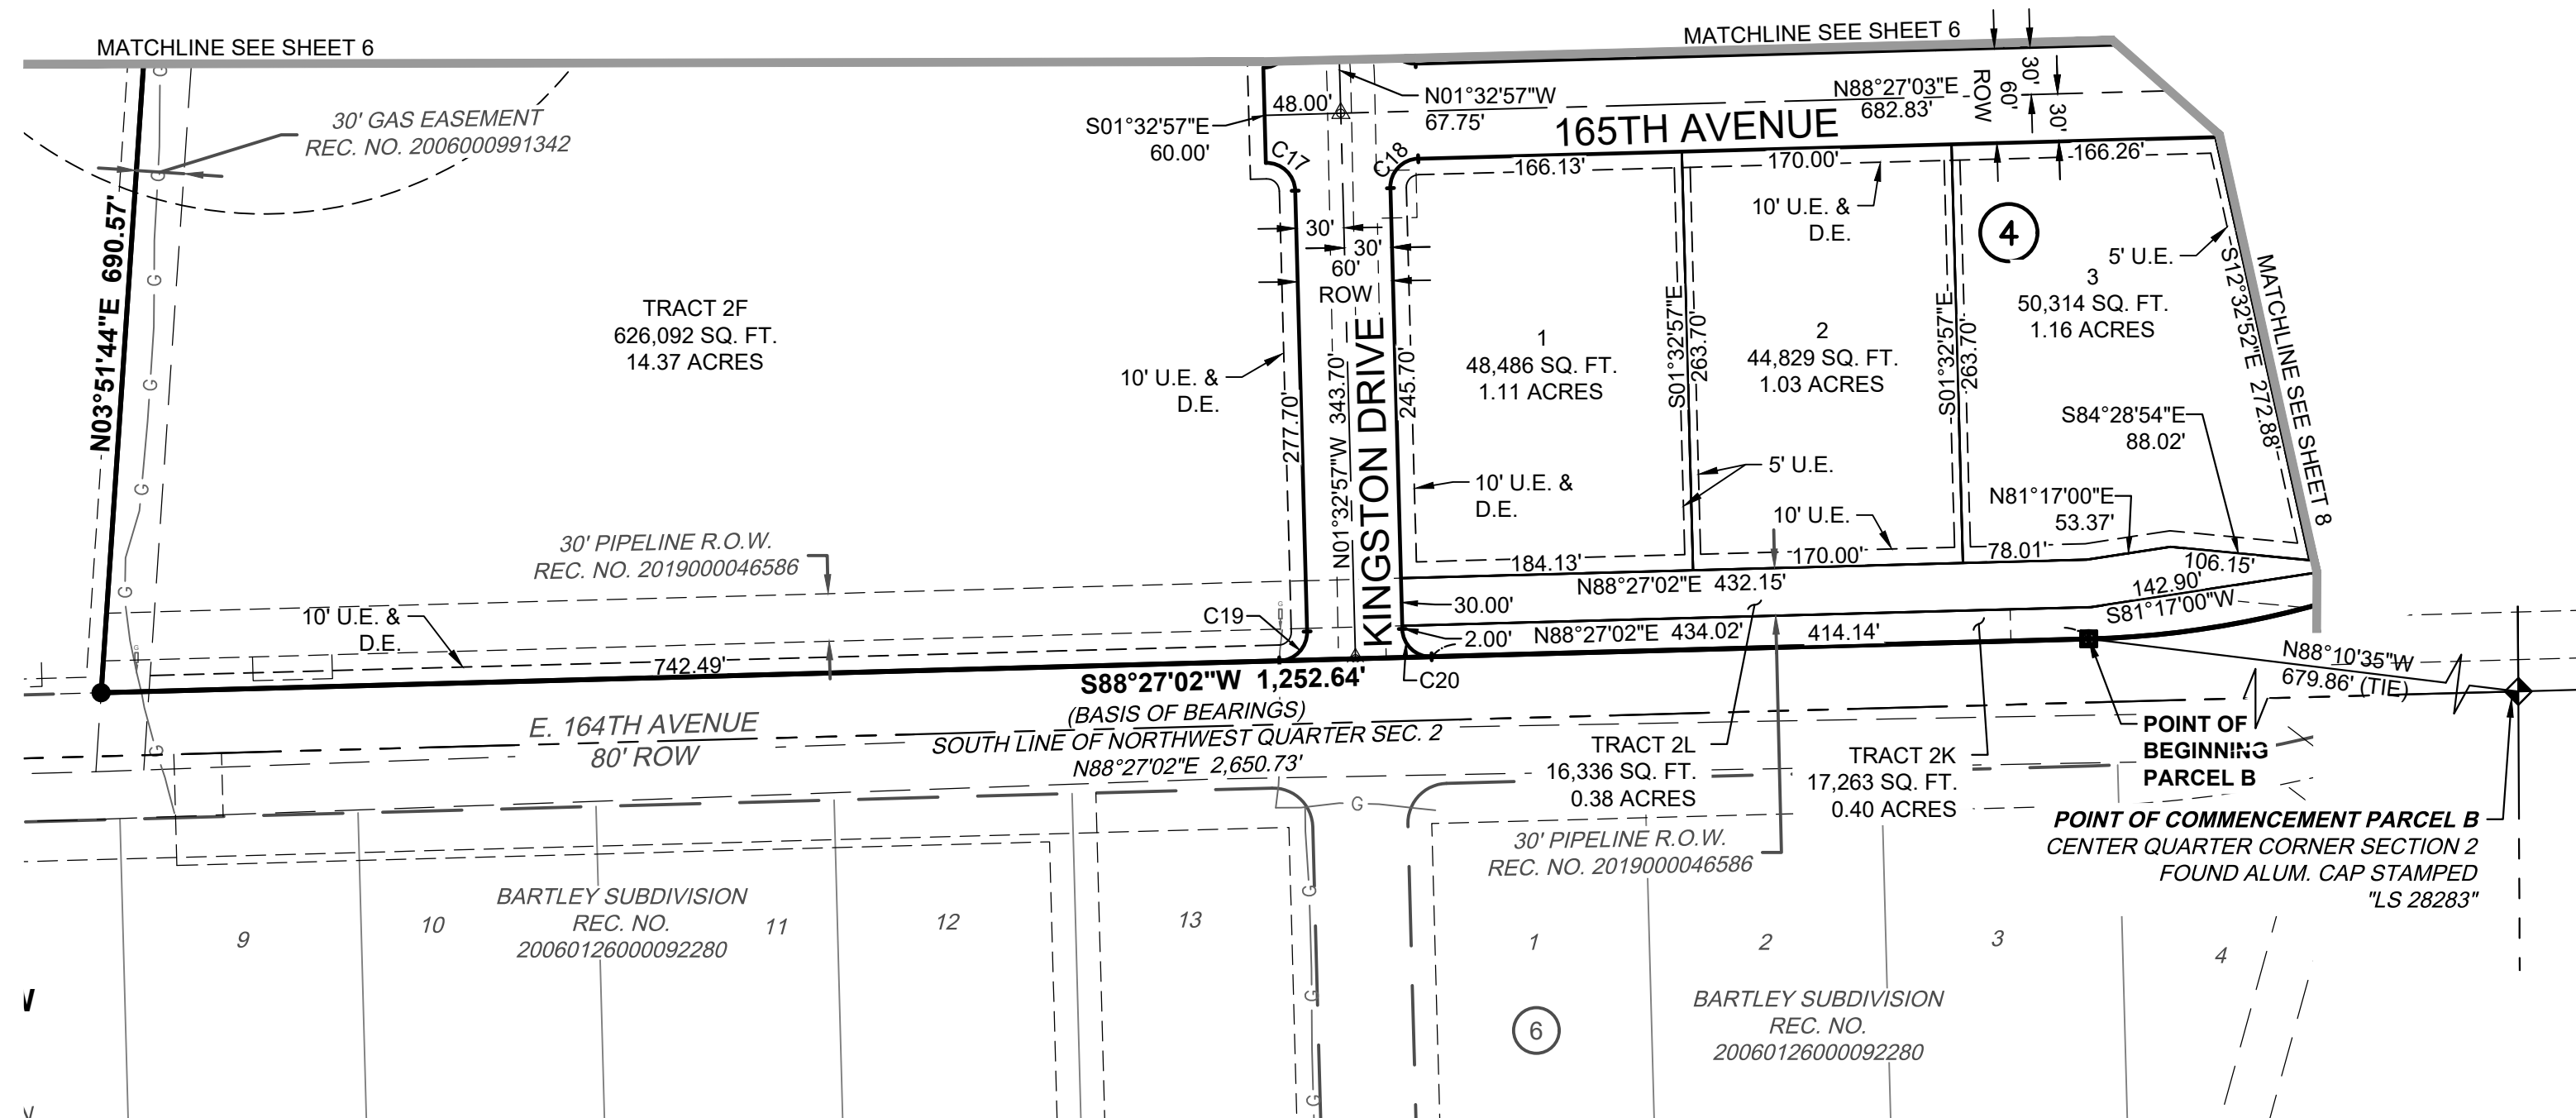 MATCHLINE SEE SHEET 6
MATCHLINE SEE SHEET 6
30' GAS EASEMENT
REC. NO. 2006000991342
N03°51'44"E 690.57'
G
G
G
G
G
G
G
G
S01°32'57"E
60.00'
48.00'
N01°32'57"W
67.75'
165TH AVENUE
N88°27'03"E
682.83'
60'
ROW
30'
30'
C17
C18
166.13'
170.00'
166.26'
10' U.E. &
D.E.
4
5' U.E.
S12°32'52"E 272.88'
MATCHLINE SEE SHEET 8
30'
30'
60'
ROW
TRACT 2F
626,092 SQ. FT.
14.37 ACRES
10' U.E. &
D.E.
277.70'
N01°32'57"W 343.70'
KINGSTON DRIVE
245.70'
1
48,486 SQ. FT.
1.11 ACRES
S01°32'57"E
263.70'
2
44,829 SQ. FT.
1.03 ACRES
S01°32'57"E
263.70'
3
50,314 SQ. FT.
1.16 ACRES
S84°28'54"E
88.02'
5' U.E.
10' U.E. &
D.E.
10' U.E.
N81°17'00"E
53.37'
30' PIPELINE R.O.W.
REC. NO. 2019000046586
184.13'
170.00'
78.01'
106.15'
N88°27'02"E 432.15'
142.90'
S81°17'00"W
10' U.E. &
D.E.
C19
30.00'
2.00'
N88°27'02"E 434.02'
414.14'
742.49'
S88°27'02"W 1,252.64'
C20
(BASIS OF BEARINGS)
SOUTH LINE OF NORTHWEST QUARTER SEC. 2
N88°27'02"E 2,650.73'
E. 164TH AVENUE
80' ROW
N88°10'35"W
679.86' (TIE)
POINT OF
BEGINNING
PARCEL B
TRACT 2L
16,336 SQ. FT.
0.38 ACRES
TRACT 2K
17,263 SQ. FT.
0.40 ACRES
POINT OF COMMENCEMENT PARCEL B
CENTER QUARTER CORNER SECTION 2
FOUND ALUM. CAP STAMPED
"LS 28283"
30' PIPELINE R.O.W.
REC. NO. 2019000046586
G
G
G
G
BARTLEY SUBDIVISION
REC. NO.
20060126000092280
9
10
11
12
13
1
2
3
4
6
BARTLEY SUBDIVISION
REC. NO.
20060126000092280